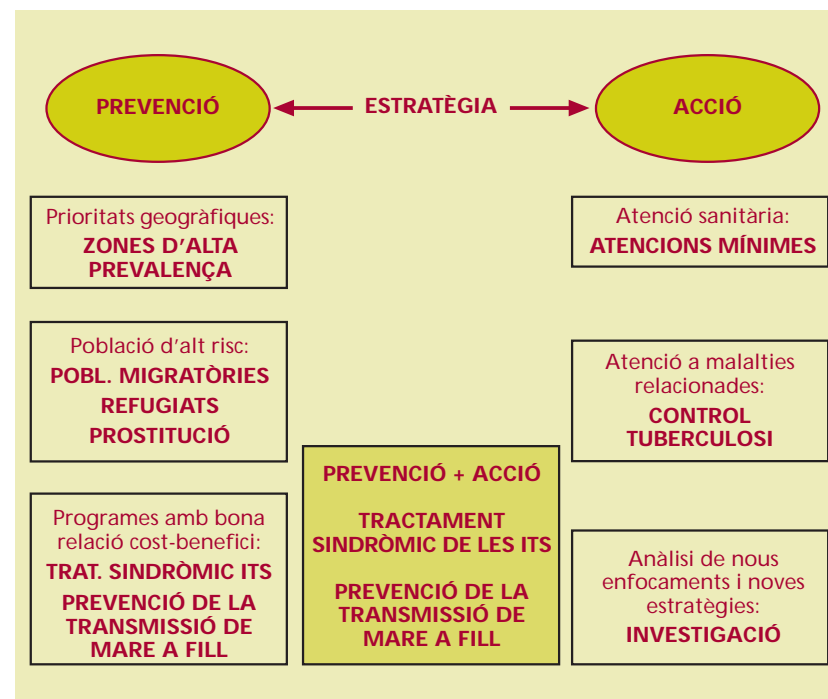 PREVENCIÓ
ESTRATÈGIA
ACCIÓ
Prioritats geogràfiques:
ZONES D'ALTA
PREVALENÇA
Població d'alt risc:
POBL. MIGRATÒRIES
REFUGIATS
PROSTITUCIÓ
Programes amb bona
relació cost-benefici:
TRAT. SINDRÒMIC ITS
PREVENCIÓ DE LA
TRANSMISSIÓ DE
MARE A FILL
PREVENCIÓ + ACCIÓ
TRACTAMENT
SINDRÒMIC DE LES ITS
PREVENCIÓ DE LA
TRANSMISSIÓ DE
MARE A FILL
Atenció sanitària:
ATENCIONS MÍNIMES
Atenció a malalties
relacionades:
CONTROL
TUBERCULOSI
Anàlisi de nous
enfocaments i noves
estratègies:
INVESTIGACIÓ